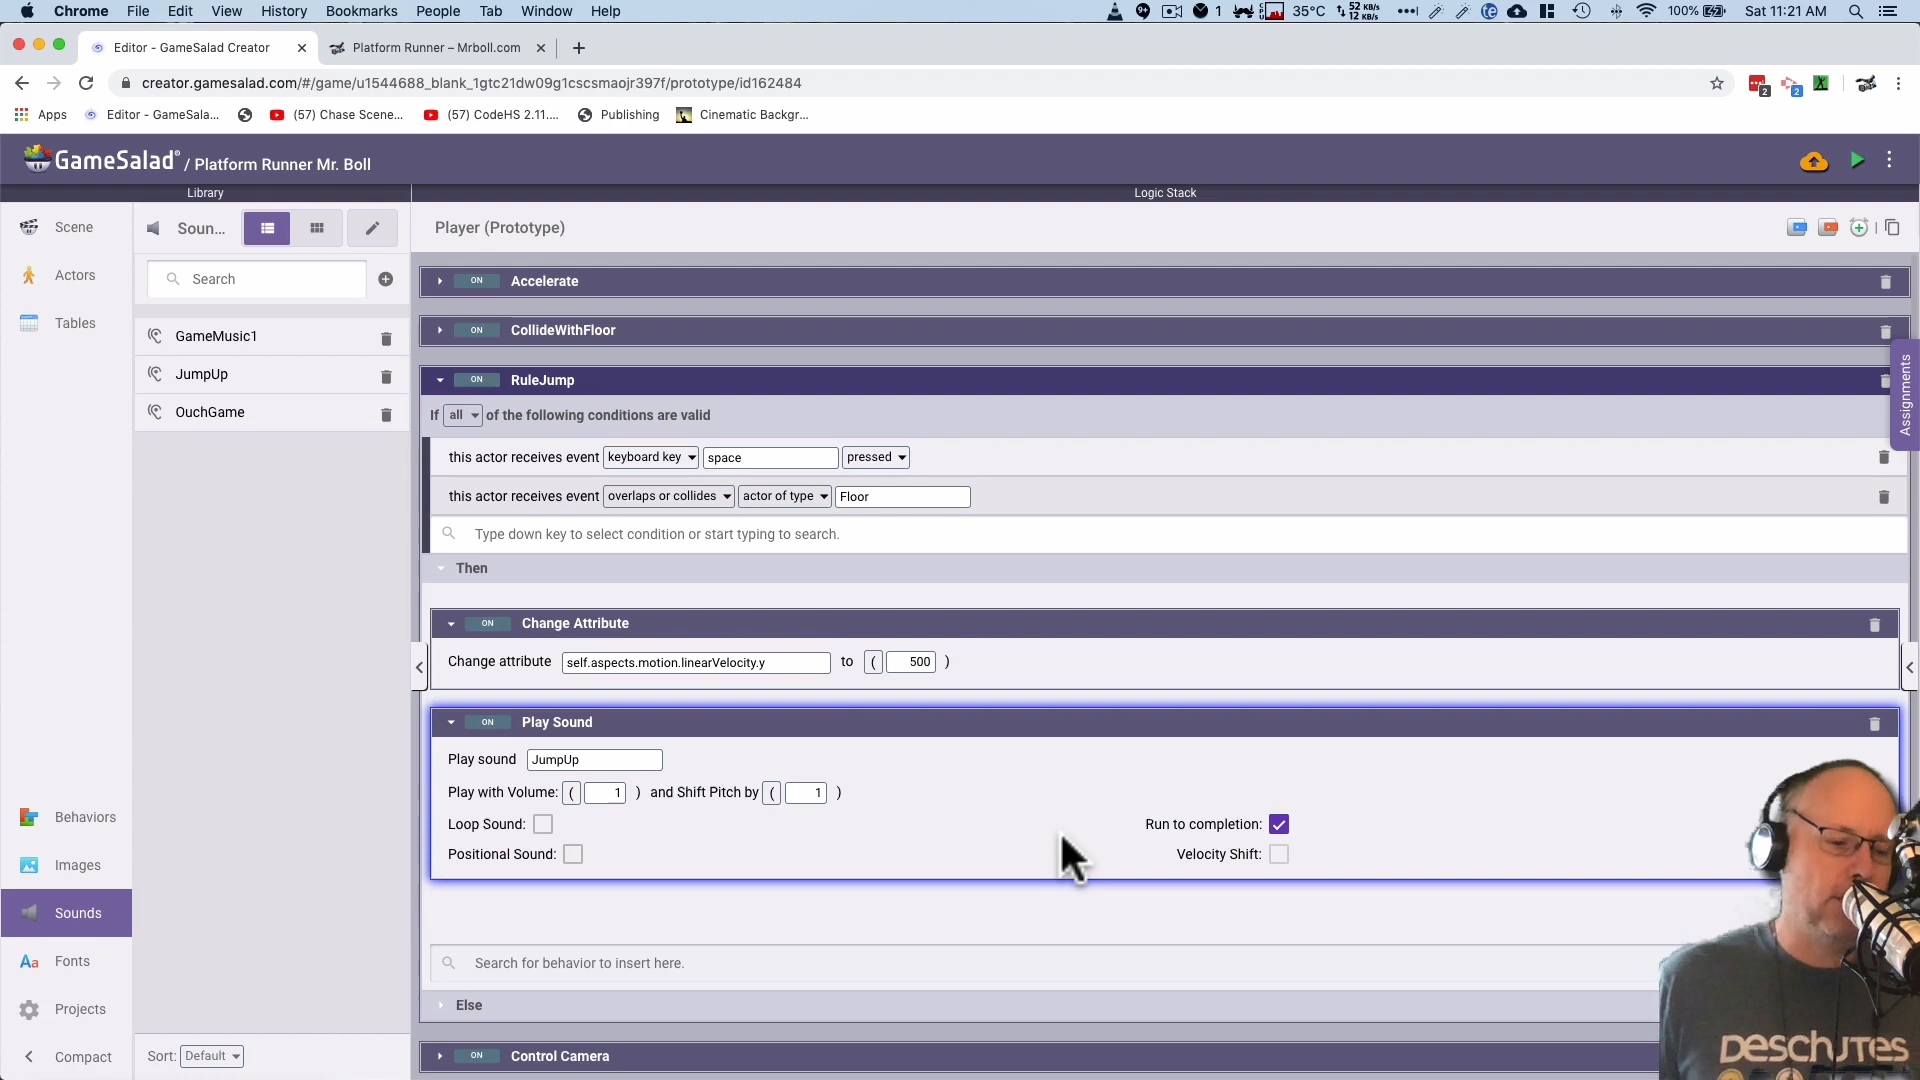 Chrome File Edit View History Bookmarks People Tab Window Help 9+ 1 35°C 52 KB/s 12 KB/s 100% Sat 11:21 AM
Editor - GameSalad Creator Platform Runner – Mrboll.com
creator.gamesalad.com/#/game/u1544688_blank_1gtc21dw09g1cscsmaojr397f/prototype/id162484 2 2
Apps Editor - GameSala... (57) Chase Scene... (57) CodeHS 2.11.... Publishing Cinematic Backgr...
GameSalad® / Platform Runner Mr. Boll
Library Logic Stack
Scene Soun... Player (Prototype)
Actors Search
Tables
GameMusic1
JumpUp
OuchGame
ON Accelerate
ON CollideWithFloor
ON RuleJump
Assignments
If all of the following conditions are valid
this actor receives event keyboard key space pressed
this actor receives event overlaps or collides actor of type Floor
Type down key to select condition or start typing to search.
Then
ON Change Attribute
Change attribute self.aspects.motion.linearVelocity.y to ( 500 )
ON Play Sound
Play sound JumpUp
Play with Volume: ( 1 ) and Shift Pitch by ( 1 )
Loop Sound: Run to completion:
Positional Sound: Velocity Shift:
Search for behavior to insert here.
Else
ON Control Camera
Behaviors
Images
Sounds
Fonts
Projects
Compact
Sort: Default
DESCHUTES